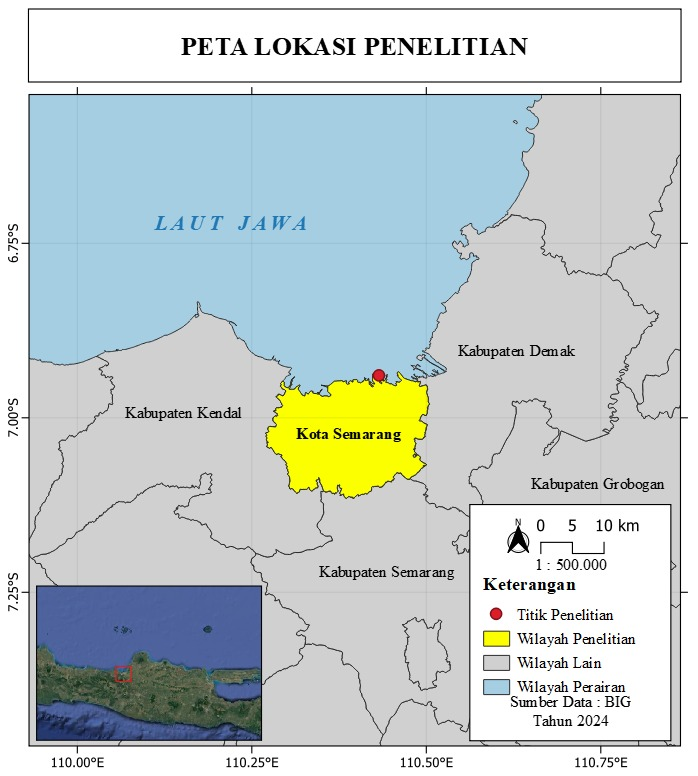 PETA LOKASI PENELITIAN
LAUT JAWA
6.75°S
7.00°S
7.25°S
Kabupaten Demak
Kabupaten Kendal
Kota Semarang
Kabupaten Grobogan
Kabupaten Semarang
N
0 5 10 km
1 : 500.000
Keterangan
Titik Penelitian
Wilayah Penelitian
Wilayah Lain
Wilayah Perairan
Sumber Data : BIG
Tahun 2024
110.00°E 110.25°E 110.50°E 110.75°E